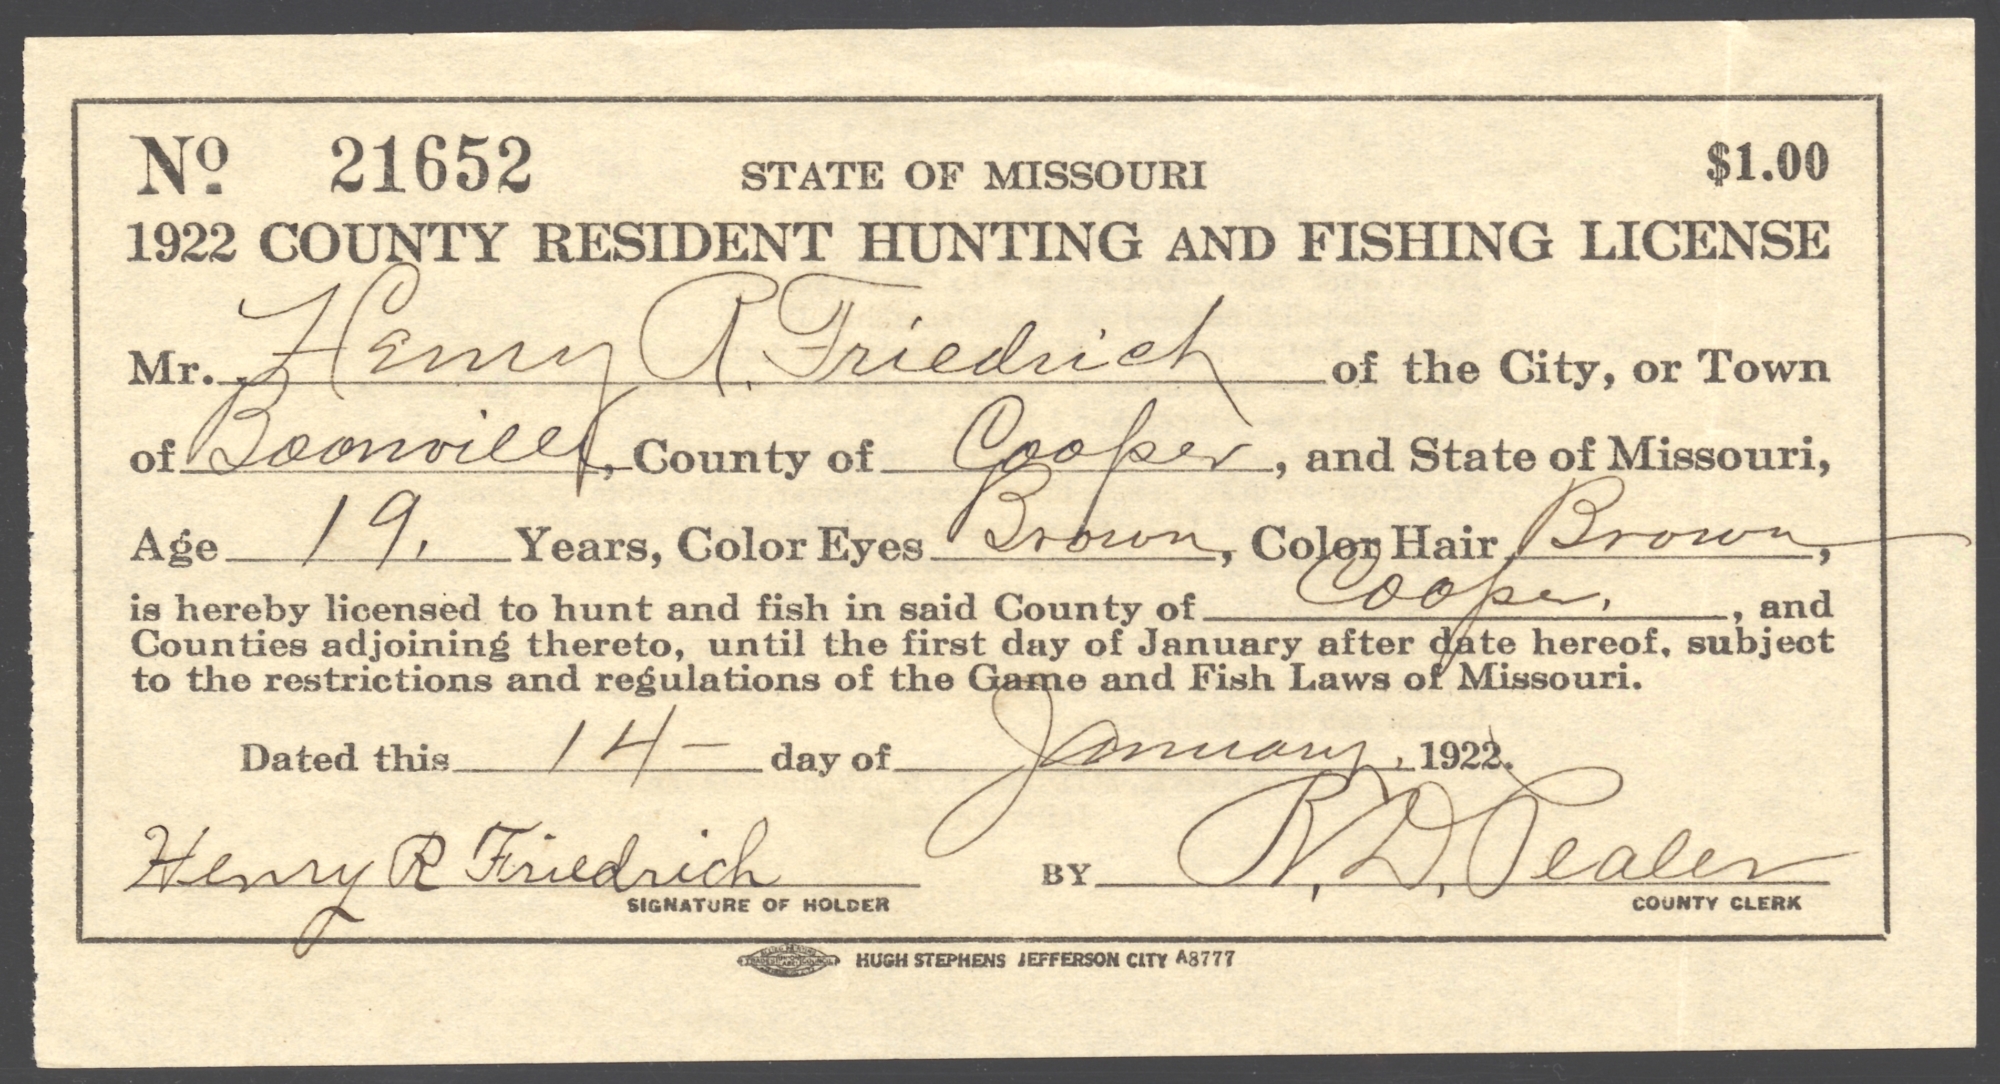 No. 21652 STATE OF MISSOURI $1.00
1922 COUNTY RESIDENT HUNTING AND FISHING LICENSE
Mr. Henry R. Friedrich of the City, or Town
of Boonville, County of Cooper, and State of Missouri,
Age 19. Years, Color Eyes Brown, Color Hair Brown,
is hereby licensed to hunt and fish in said County of Cooper, and
Counties adjoining thereto, until the first day of January after date hereof, subject
to the restrictions and regulations of the Game and Fish Laws of Missouri.
Dated this 14 - day of January, 1922.
Henry R Friedrich BY
SIGNATURE OF HOLDER COUNTY CLERK
HUGH STEPHENS JEFFERSON CITY A8777